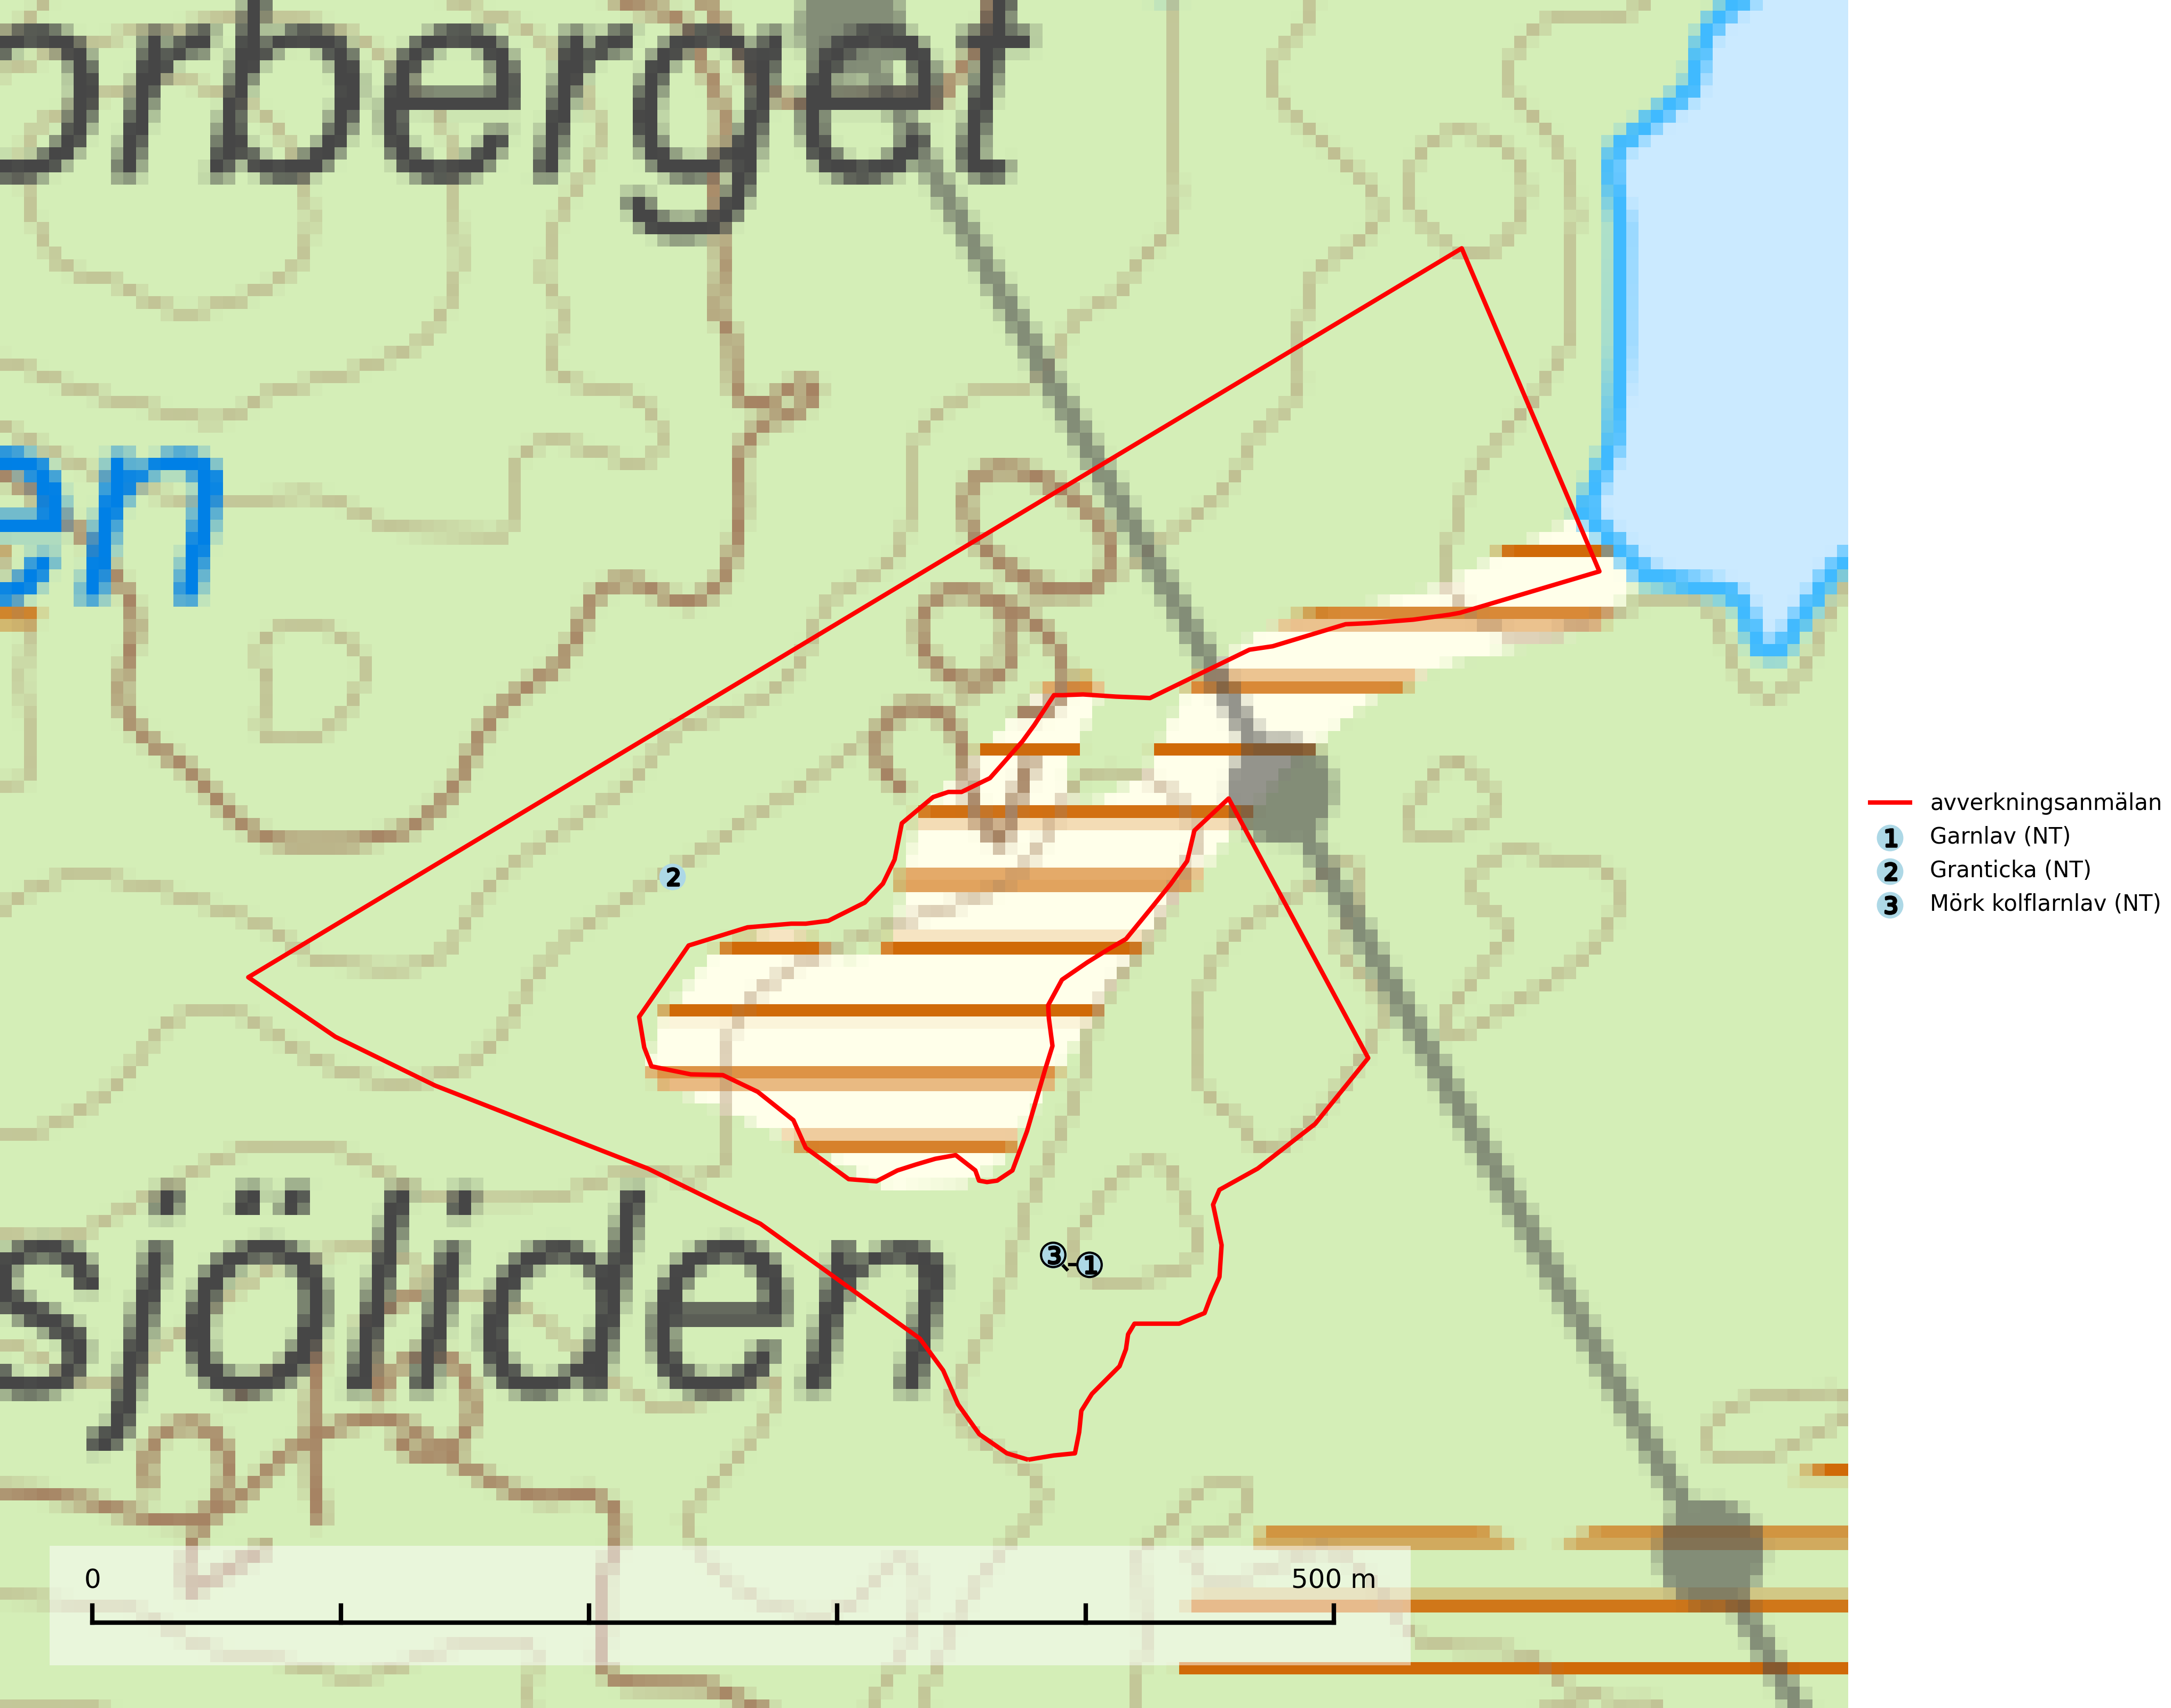 orberget
en
2
sjöliden
3
1
0
500 m
avverkningsanmälan
1 Garnlav (NT)
2 Granticka (NT)
3 Mörk kolflarnlav (NT)